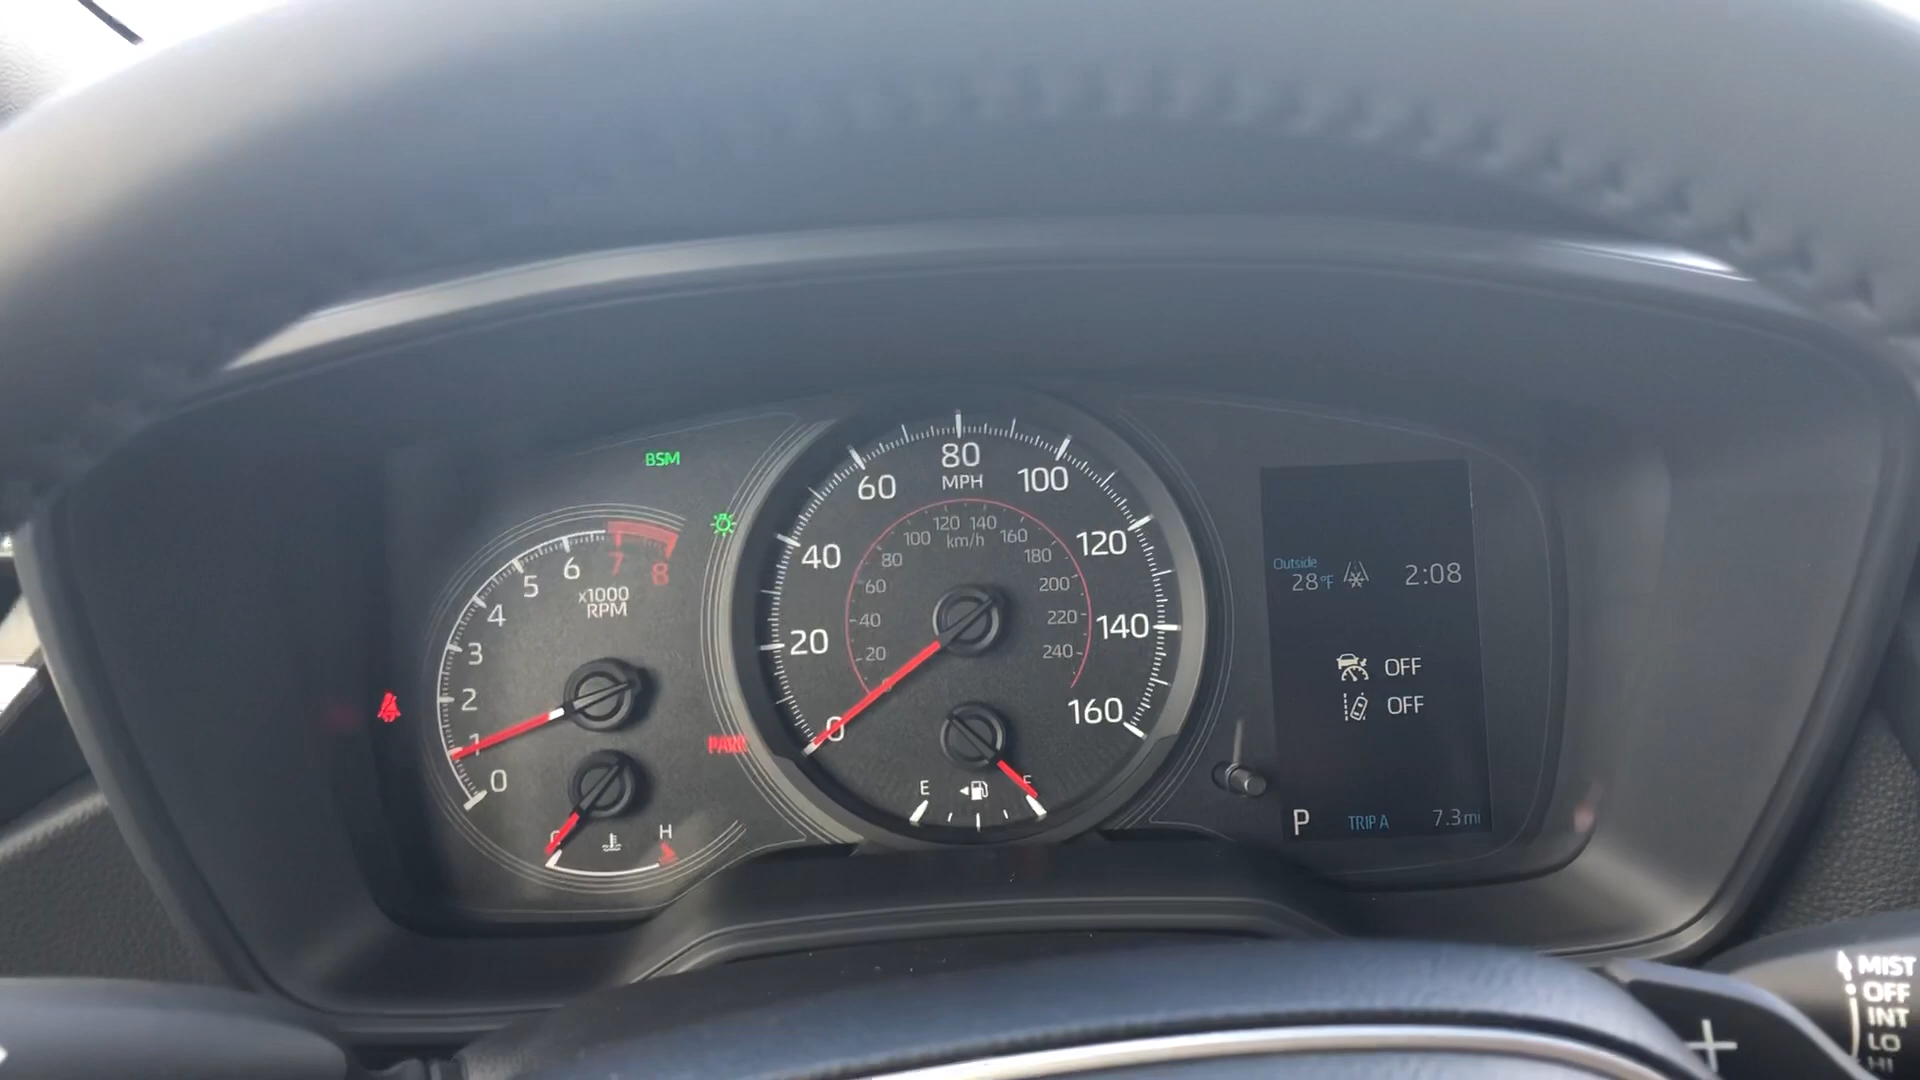 BSM
0
1
2
3
4
5
6
7
8
x1000
RPM
PARK
H
0
20
40
60
80
100
120
140
160
MPH
20
40
60
80
100
120
140
160
180
200
220
240
km/h
E
F
Outside
28°F
2:08
OFF
OFF
P
TRIP A
7.3 mi
MIST
OFF
INT
LO
HI
+